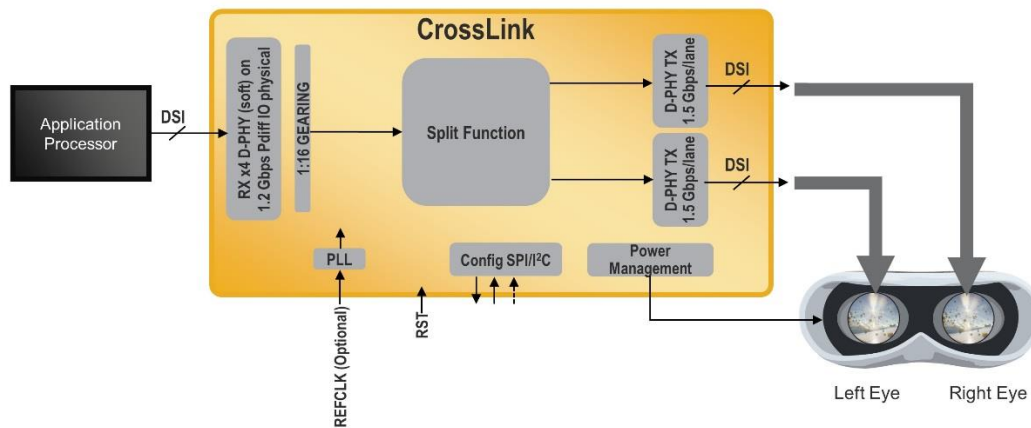 CrossLink
Application
Processor
DSI
RX x4 D-PHY (soft) on
1.2 Gbps Pdiff IO physical
1:16 GEARING
Split Function
D-PHY TX
1.5 Gbps/lane
DSI
D-PHY TX
1.5 Gbps/lane
DSI
PLL
Config SPI/I²C
Power
Management
REFCLK (Optional)
RST
Left Eye
Right Eye